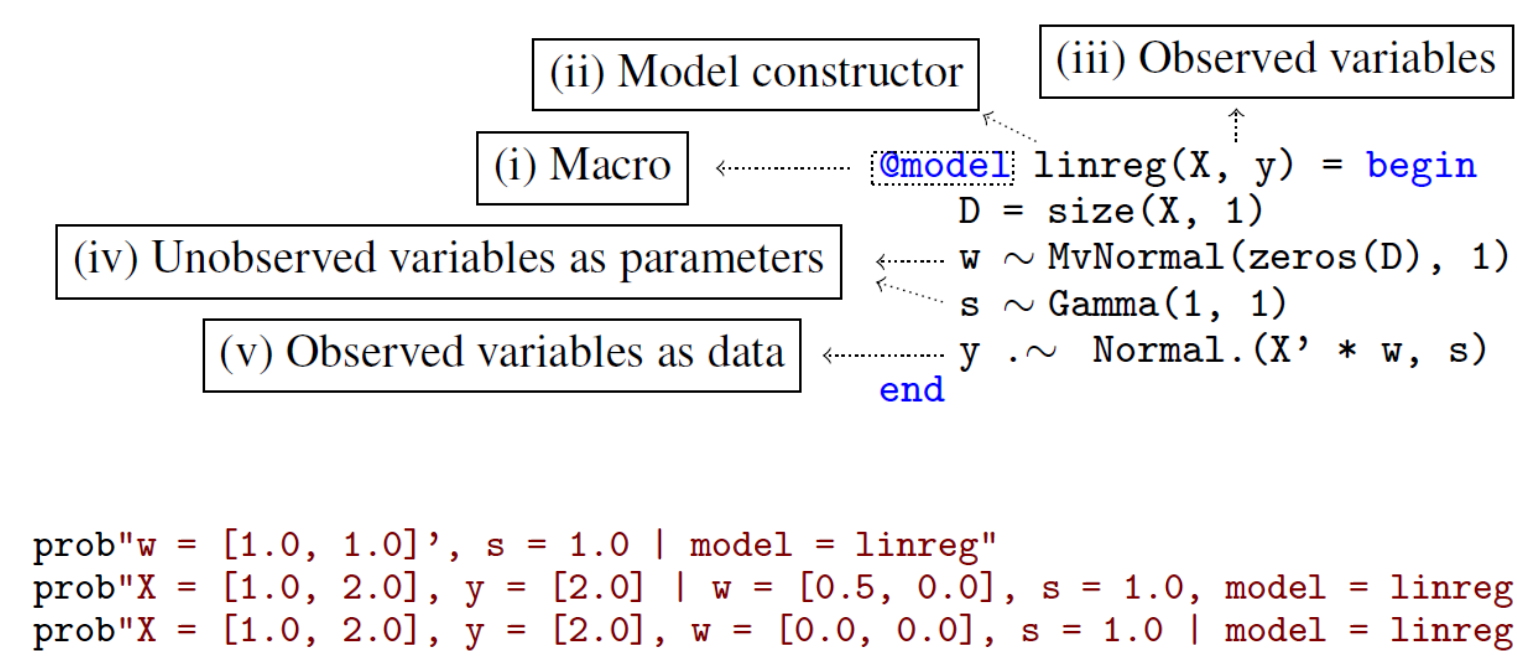 (ii) Model constructor
(iii) Observed variables
(i) Macro
@model linreg(X, y) = begin
D = size(X, 1)
(iv) Unobserved variables as parameters
w ∼ MvNormal(zeros(D), 1)
s ∼ Gamma(1, 1)
(v) Observed variables as data
y .∼ Normal.(X’ * w, s)
end
prob"w = [1.0, 1.0]’, s = 1.0 | model = linreg"
prob"X = [1.0, 2.0], y = [2.0] | w = [0.5, 0.0], s = 1.0, model = linreg
prob"X = [1.0, 2.0], y = [2.0], w = [0.0, 0.0], s = 1.0 | model = linreg